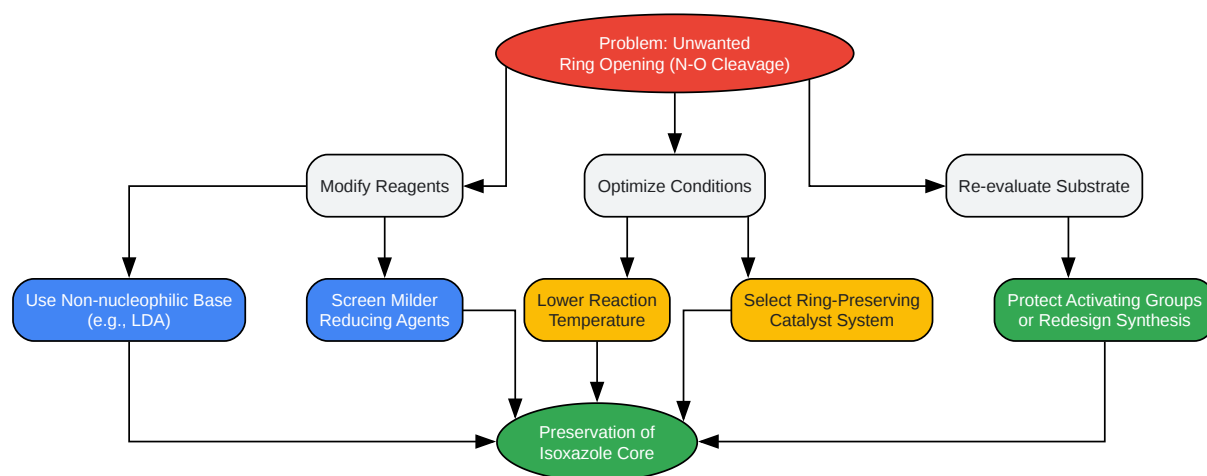 Problem: Unwanted
Ring Opening (N-O Cleavage)
Modify Reagents
Optimize Conditions
Re-evaluate Substrate
Use Non-nucleophilic Base
(e.g., LDA)
Screen Milder
Reducing Agents
Lower Reaction
Temperature
Select Ring-Preserving
Catalyst System
Protect Activating Groups
or Redesign Synthesis
Preservation of
Isoxazole Core